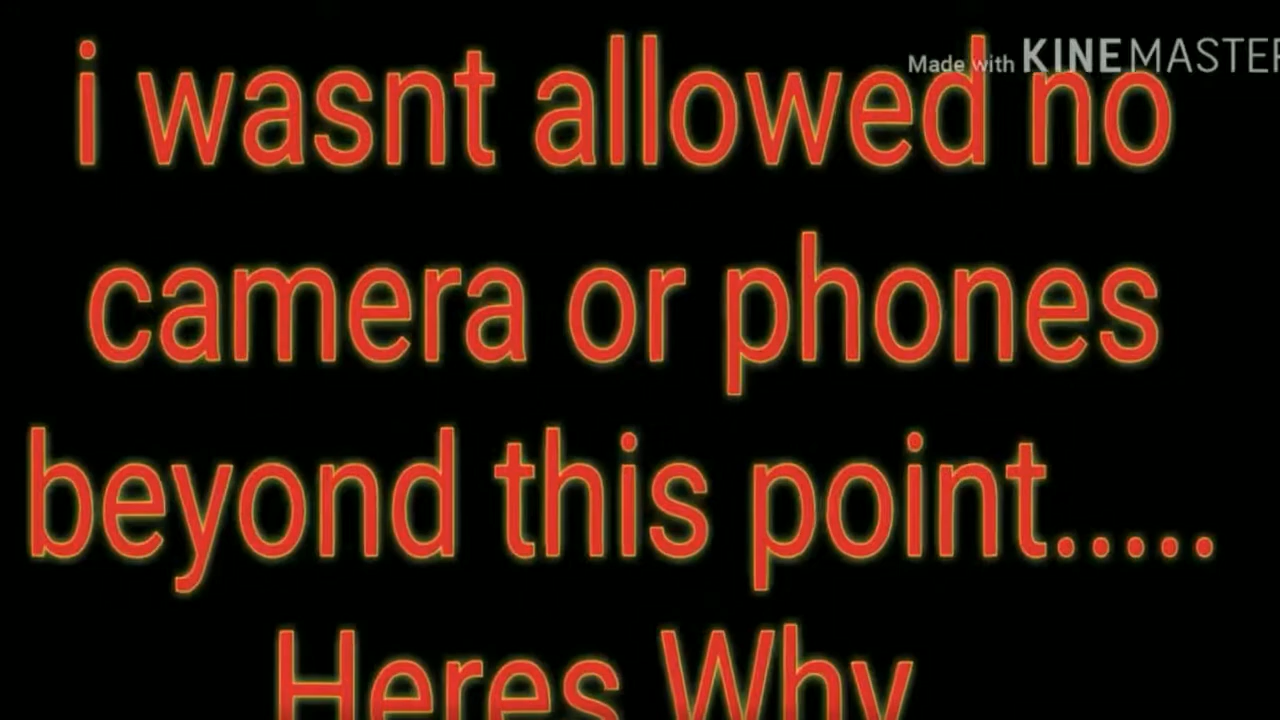 Made with KINEMASTER
i wasnt allowed no
camera or phones
beyond this point.....
Heres Why